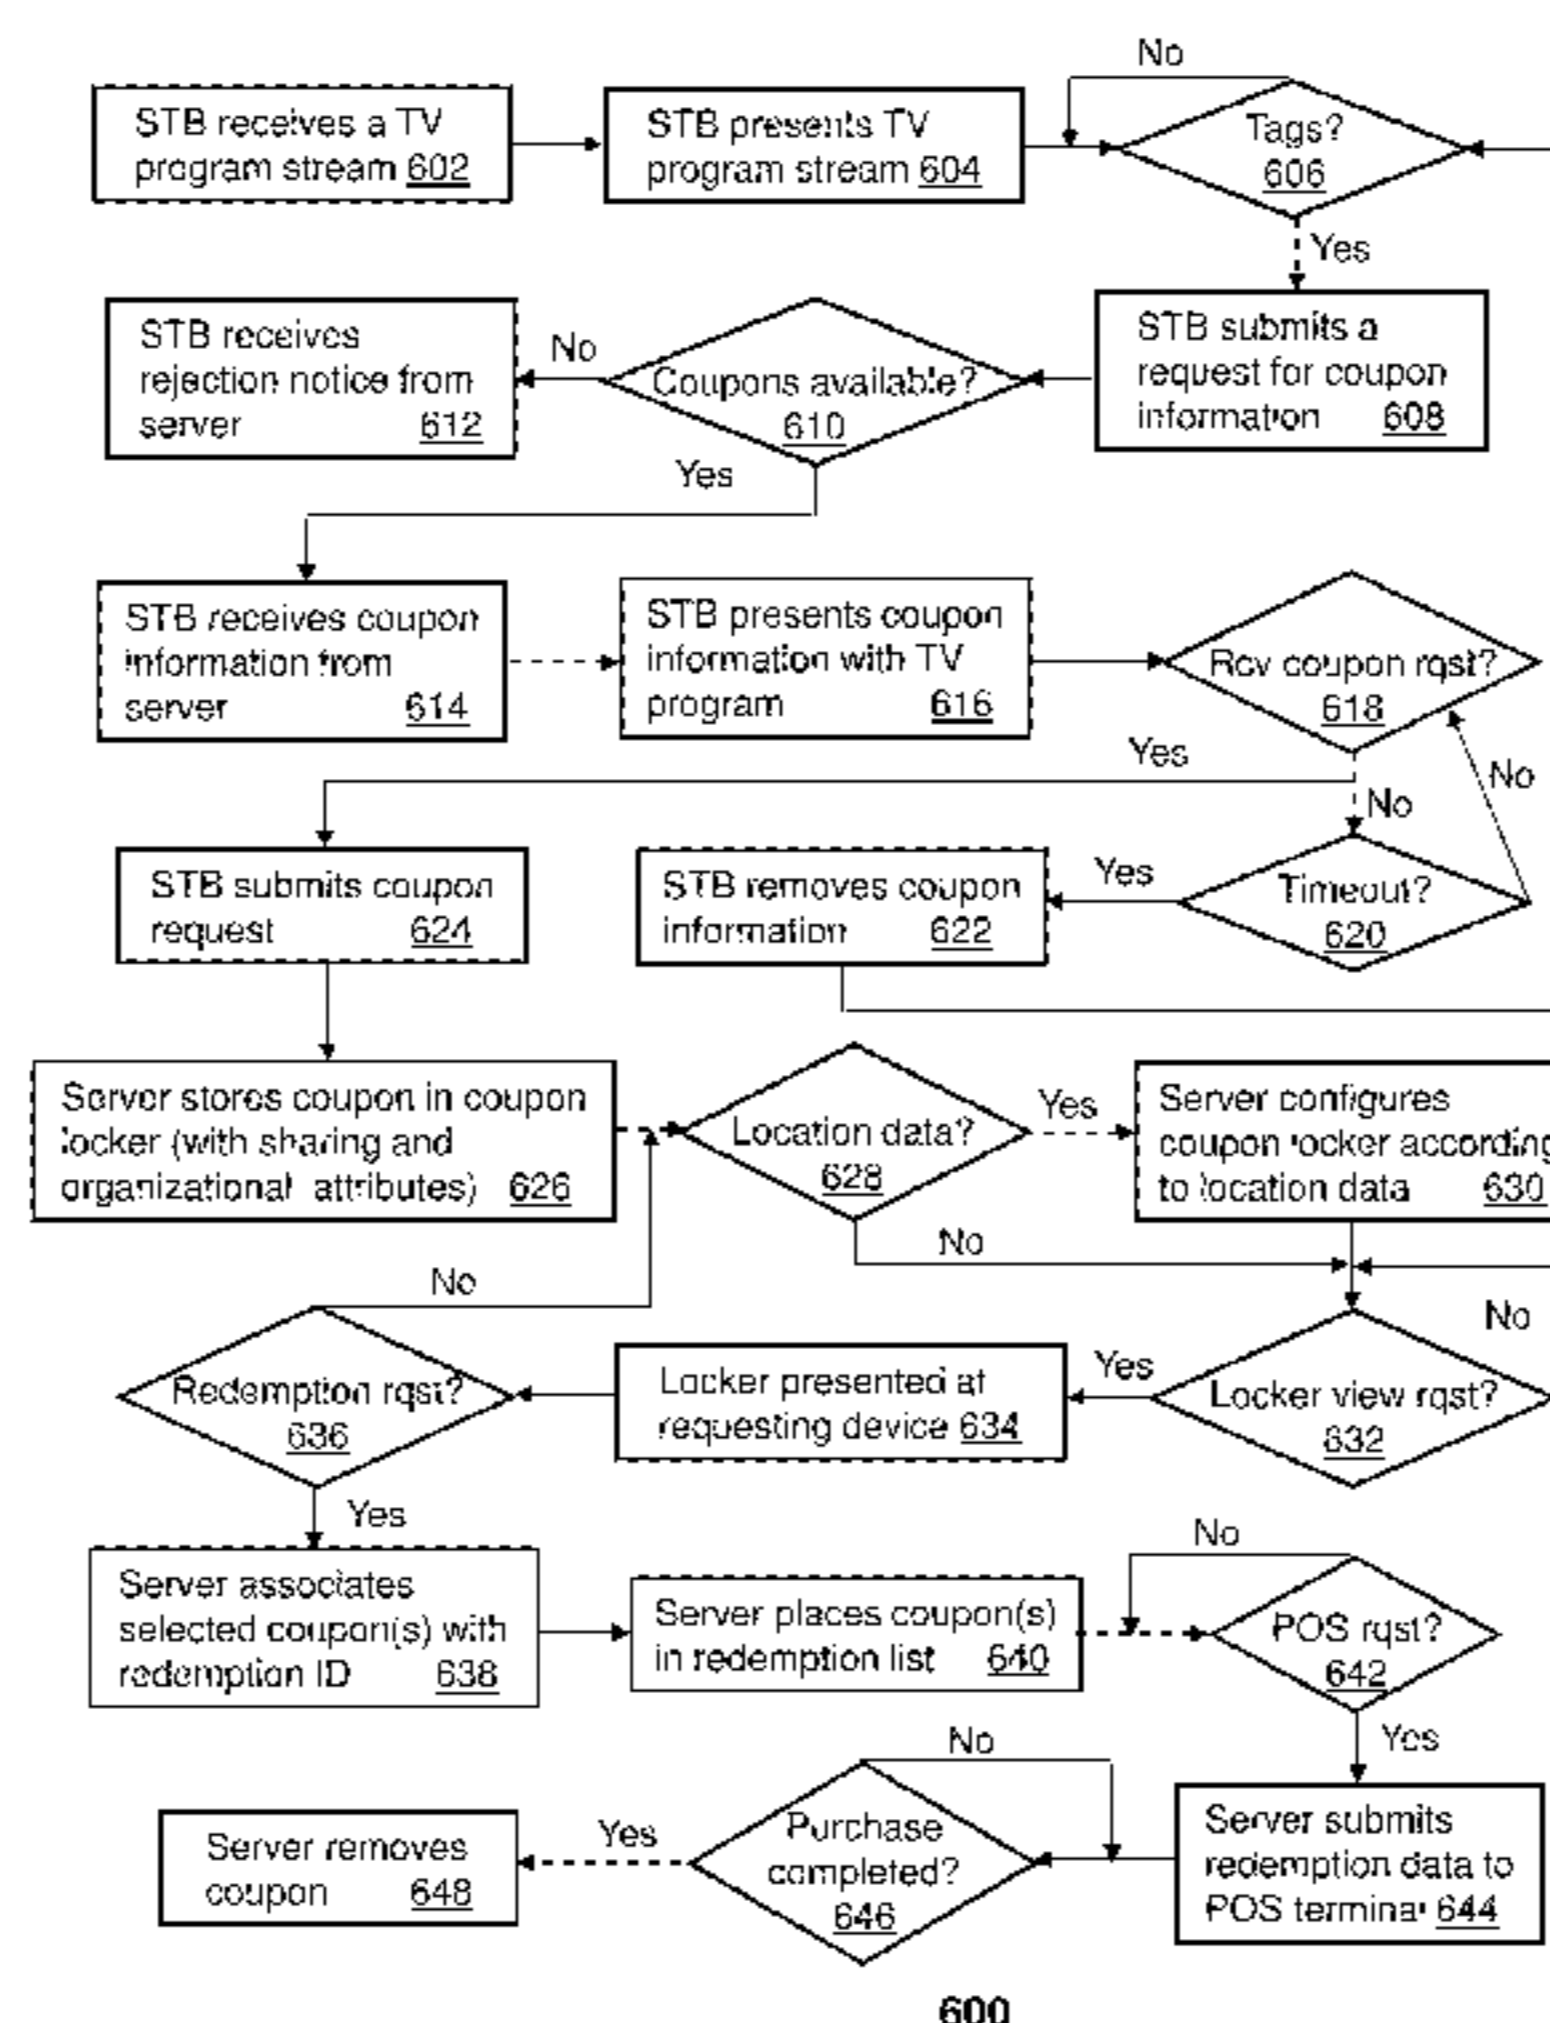 No
STB receives a TV
program stream 602
STB presents TV
program stream 604
Tags?
606
Yes
STB receives
rejection notice from
server 612
No
Coupons available?
610
STB submits a
request for coupon
information 608
Yes
STB receives coupon
information from
server 614
STB presents coupon
information with TV
program 616
Rcv coupon rqst?
618
Yes
No
No
STB submits coupon
request 624
STB removes coupon
information 622
Yes
Timeout?
620
Server stores coupon in coupon
locker (with sharing and
organizational attributes) 626
Location data?
628
Yes
Server configures
coupon locker according
to location data 630
No
No
No
Redemption rqst?
636
Locker presented at
requesting device 634
Yes
Locker view rqst?
632
Yes
No
Server associates
selected coupon(s) with
redemption ID 638
Server places coupon(s)
in redemption list 640
POS rqst?
642
No
Yes
Server removes
coupon 648
Yes
Purchase
completed?
646
Server submits
redemption data to
POS terminal 644
600